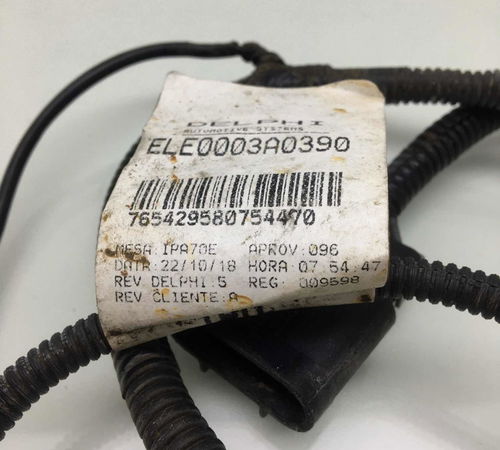 DELPHI
AUTOMOTIVE SYSTEMS
ELE0003A0390
765429580754470
MESA:IPA70E APROV:096
DATA:22/10/18 HORA:07:54:47
REV DELPHI:5 REG: 009598
REV CLIENTE:A